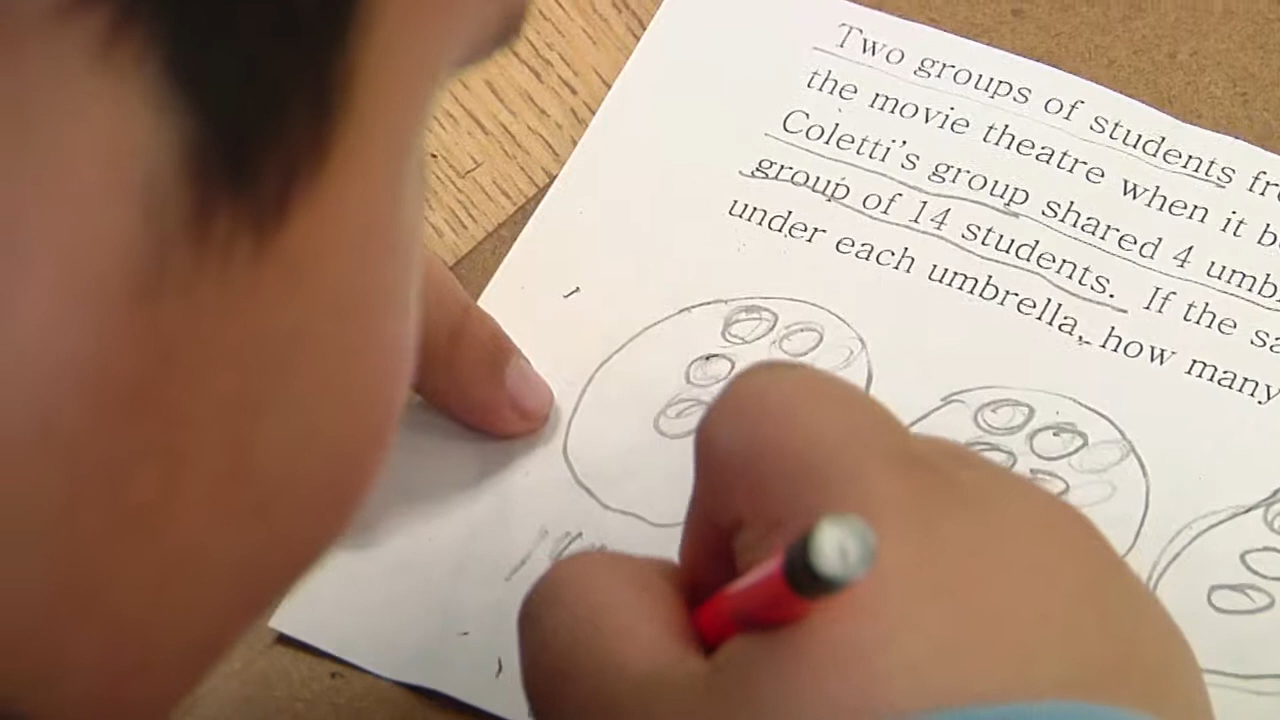 Two groups of students fr
the movie theatre when it b
Coletti's group shared 4 umb
group of 14 students. If the sa
under each umbrella, how many